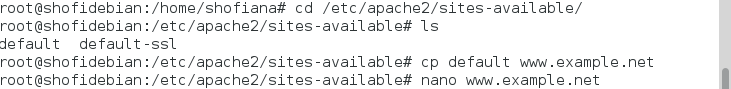 root@shofidebian:/home/shofiana# cd /etc/apache2/sites-available/
root@shofidebian:/etc/apache2/sites-available# ls
default  default-ssl
root@shofidebian:/etc/apache2/sites-available# cp default www.example.net
root@shofidebian:/etc/apache2/sites-available# nano www.example.net